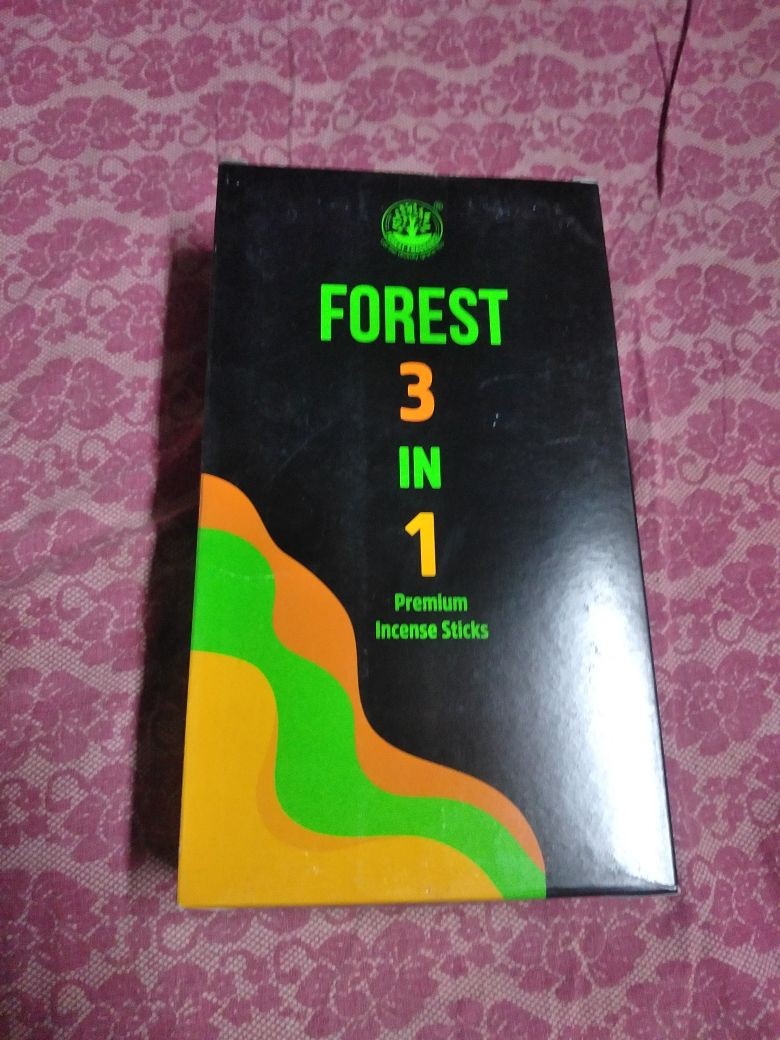 ®
FOREST
3
IN
1
Premium
Incense Sticks